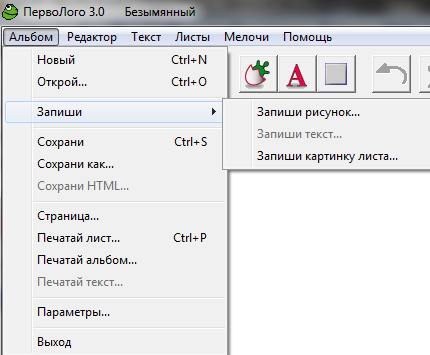 ПервоЛого 3.0 Безымянный
Альбом Редактор Текст Листы Мелочи Помощь
Новый Ctrl+N
Открой... Ctrl+O
Запиши
Запиши рисунок...
Запиши текст...
Запиши картинку листа...
Сохрани Ctrl+S
Сохрани как...
Сохрани HTML...
Страница...
Печатай лист... Ctrl+P
Печатай альбом...
Печатай текст...
Параметры...
Выход
A